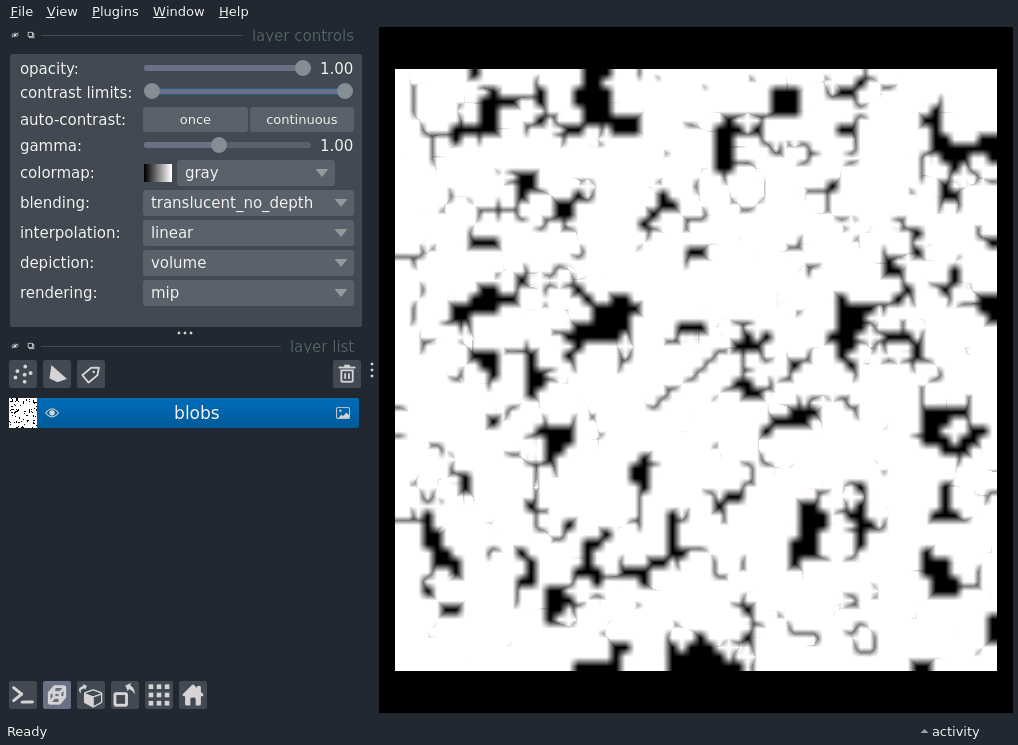 File View Plugins Window Help
layer controls
opacity: 1.00
contrast limits:
auto-contrast: once continuous
gamma: 1.00
colormap: gray
blending: translucent_no_depth
interpolation: linear
depiction: volume
rendering: mip
layer list
blobs
Ready activity